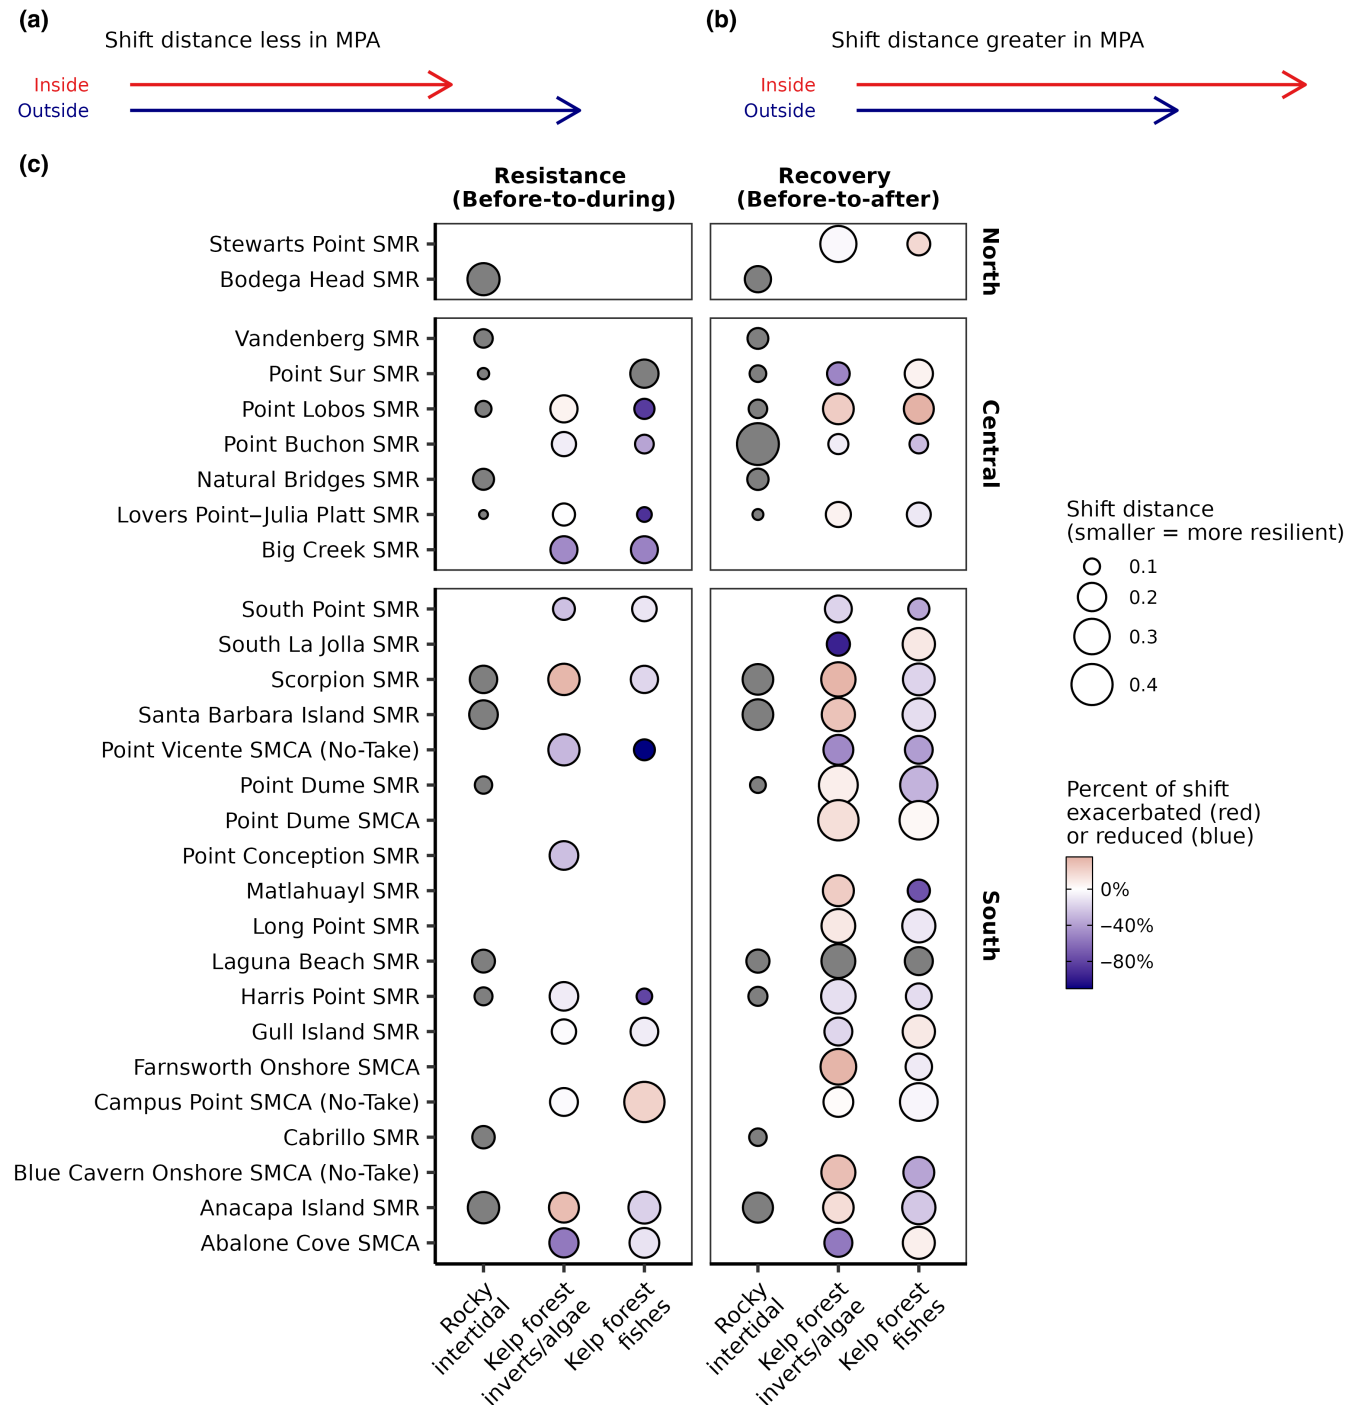 (a)
Shift distance less in MPA
Inside
Outside
(b)
Shift distance greater in MPA
Inside
Outside
(c)
Resistance
(Before-to-during)
Recovery
(Before-to-after)
Stewarts Point SMR
Bodega Head SMR
North
Vandenberg SMR
Point Sur SMR
Point Lobos SMR
Point Buchon SMR
Natural Bridges SMR
Lovers Point–Julia Platt SMR
Big Creek SMR
Central
South Point SMR
South La Jolla SMR
Scorpion SMR
Santa Barbara Island SMR
Point Vicente SMCA (No-Take)
Point Dume SMR
Point Dume SMCA
Point Conception SMR
Matlahuayl SMR
Long Point SMR
Laguna Beach SMR
Harris Point SMR
Gull Island SMR
Farnsworth Onshore SMCA
Campus Point SMCA (No-Take)
Cabrillo SMR
Blue Cavern Onshore SMCA (No-Take)
Anacapa Island SMR
Abalone Cove SMCA
South
Rocky
intertidal
Kelp forest
inverts/algae
Kelp forest
fishes
Rocky
intertidal
Kelp forest
inverts/algae
Kelp forest
fishes
Shift distance
(smaller = more resilient)
0.1
0.2
0.3
0.4
Percent of shift
exacerbated (red)
or reduced (blue)
0%
−40%
−80%